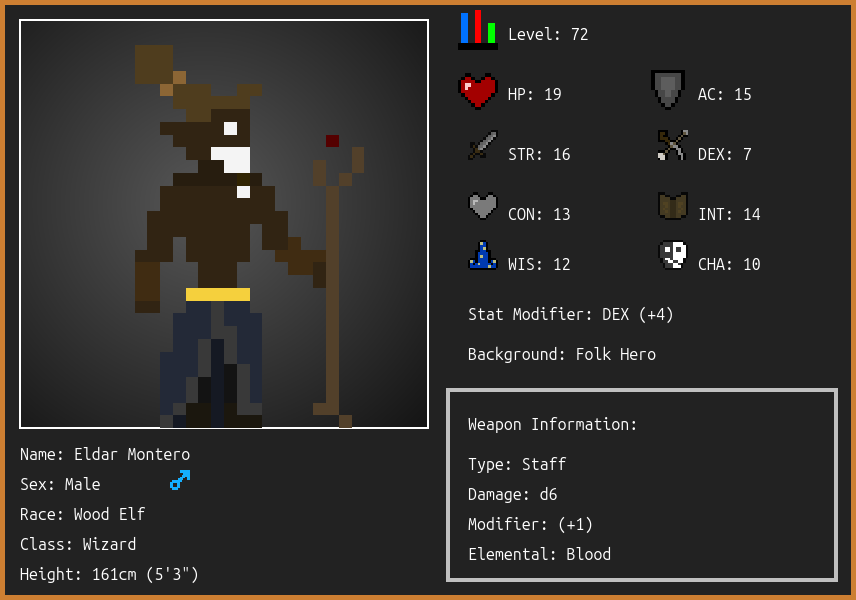 Level: 72
HP: 19
AC: 15
STR: 16
DEX: 7
CON: 13
INT: 14
WIS: 12
CHA: 10
Stat Modifier: DEX (+4)
Background: Folk Hero
Weapon Information:
Type: Staff
Damage: d6
Modifier: (+1)
Elemental: Blood
Name: Eldar Montero
Sex: Male
Race: Wood Elf
Class: Wizard
Height: 161cm (5'3")